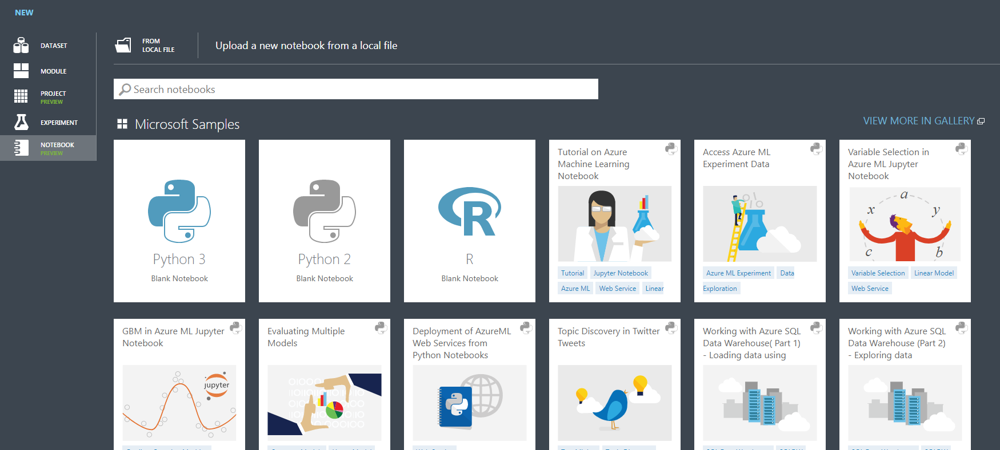 NEW
DATASET
MODULE
PROJECT
PREVIEW
EXPERIMENT
NOTEBOOK
PREVIEW
FROM
LOCAL FILE
Upload a new notebook from a local file
Search notebooks
Microsoft Samples
VIEW MORE IN GALLERY
Python 3
Blank Notebook
Python 2
Blank Notebook
R
R
Blank Notebook
Tutorial on Azure
Machine Learning
Notebook
Tutorial Jupyter Notebook
Azure ML Web Service Linear
Access Azure ML
Experiment Data
Azure ML Experiment Data
Exploration
Variable Selection in
Azure ML Jupyter
Notebook
a
x y
c b
Variable Selection Linear Model
Web Service
GBM in Azure ML Jupyter
Notebook
jupyter
Evaluating Multiple
Models
Deployment of AzureML
Web Services from
Python Notebooks
Topic Discovery in Twitter
Tweets
Working with Azure SQL
Data Warehouse( Part 1)
- Loading data using
Working with Azure SQL
Data Warehouse (Part 2)
- Exploring data